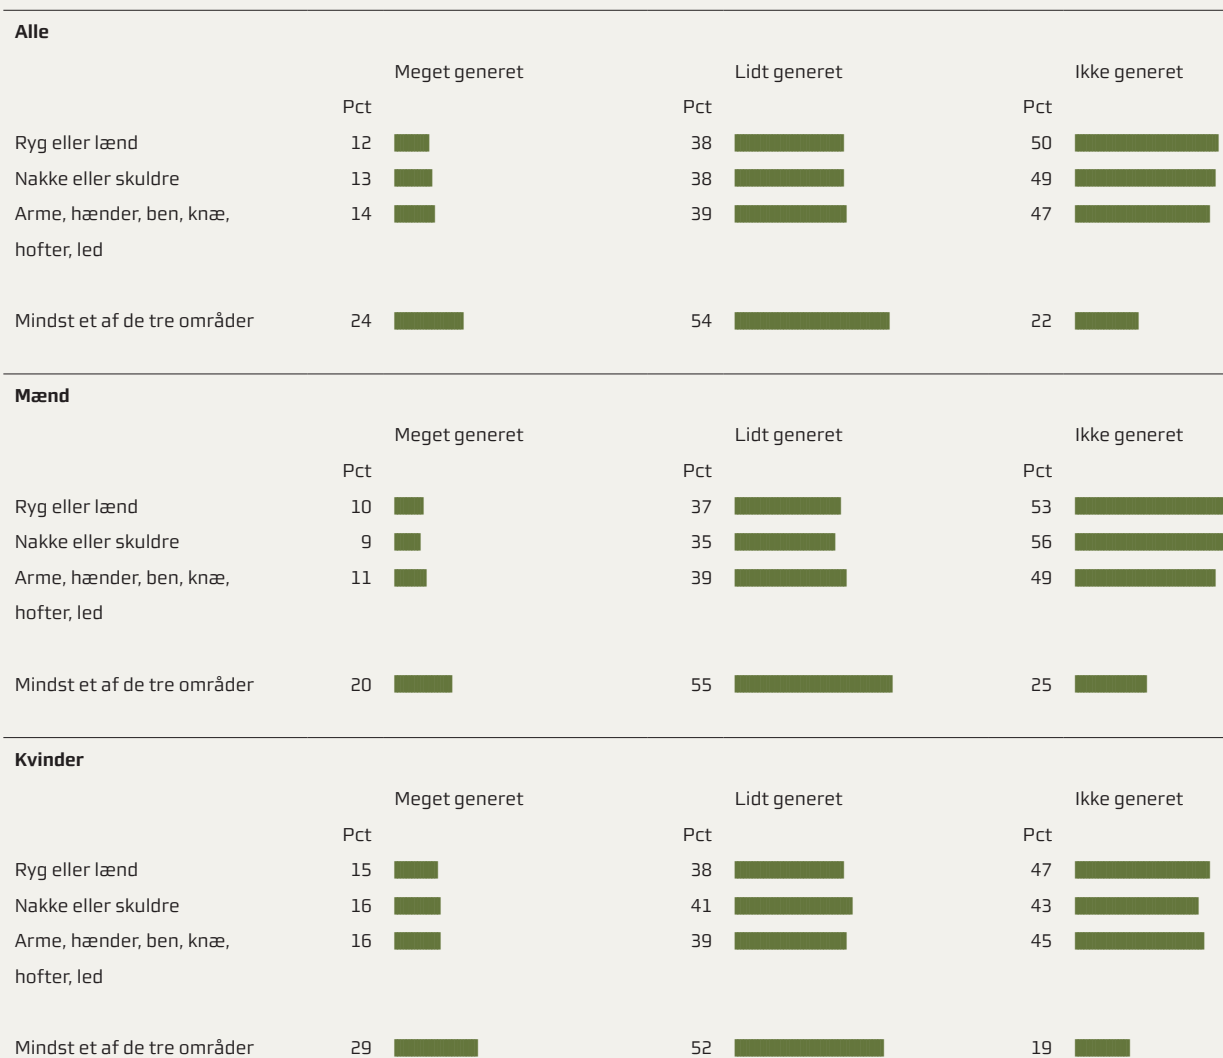 Alle
Meget generet Lidt generet Ikke generet
Pct Pct Pct
Ryg eller lænd 12 38 50
Nakke eller skuldre 13 38 49
Arme, hænder, ben, knæ, 14 39 47
hofter, led
Mindst et af de tre områder 24 54 22
Mænd
Meget generet Lidt generet Ikke generet
Pct Pct Pct
Ryg eller lænd 10 37 53
Nakke eller skuldre 9 35 56
Arme, hænder, ben, knæ, 11 39 49
hofter, led
Mindst et af de tre områder 20 55 25
Kvinder
Meget generet Lidt generet Ikke generet
Pct Pct Pct
Ryg eller lænd 15 38 47
Nakke eller skuldre 16 41 43
Arme, hænder, ben, knæ, 16 39 45
hofter, led
Mindst et af de tre områder 29 52 19